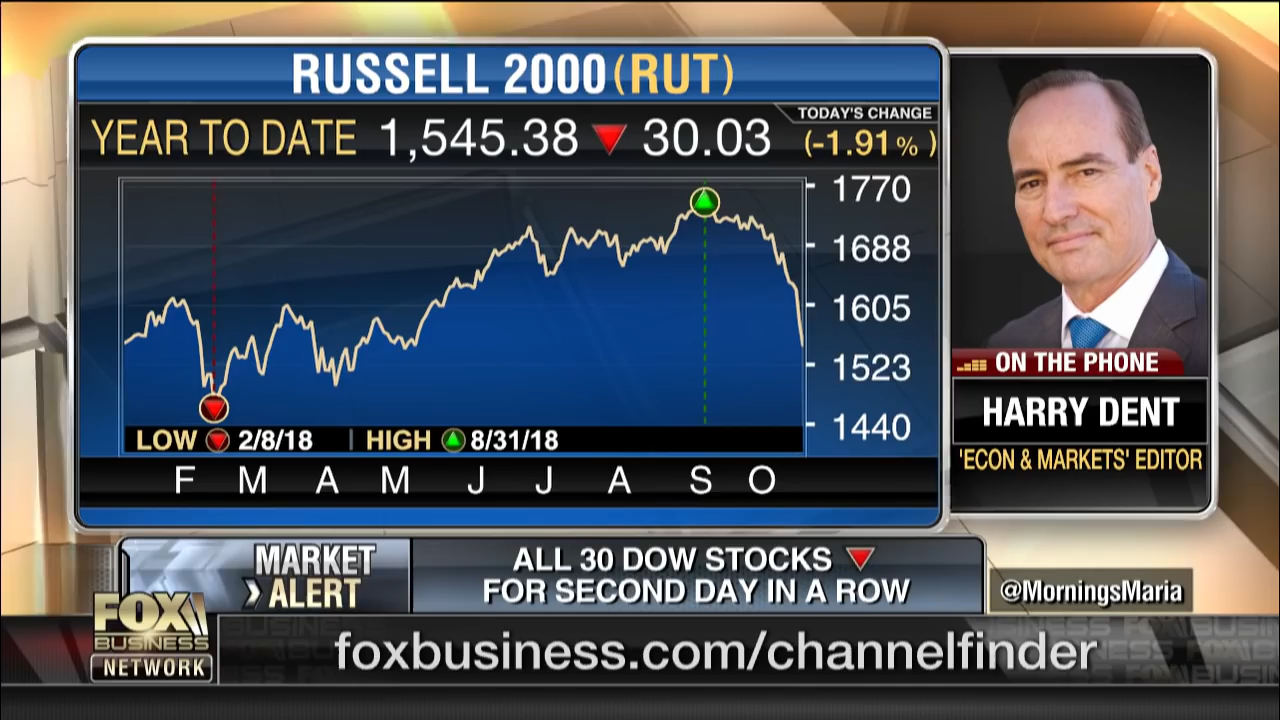 RUSSELL 2000 (RUT)
TODAY'S CHANGE
YEAR TO DATE 1,545.38 ▼ 30.03 (-1.91%)
1770
1688
1605
1523
1440
LOW ▼ 2/8/18 | HIGH ▲ 8/31/18
F M A M J J A S O
ON THE PHONE
HARRY DENT
'ECON & MARKETS' EDITOR
MARKET
ALERT
ALL 30 DOW STOCKS ▼
FOR SECOND DAY IN A ROW
@MorningsMaria
FOX
BUSINESS
NETWORK
foxbusiness.com/channelfinder